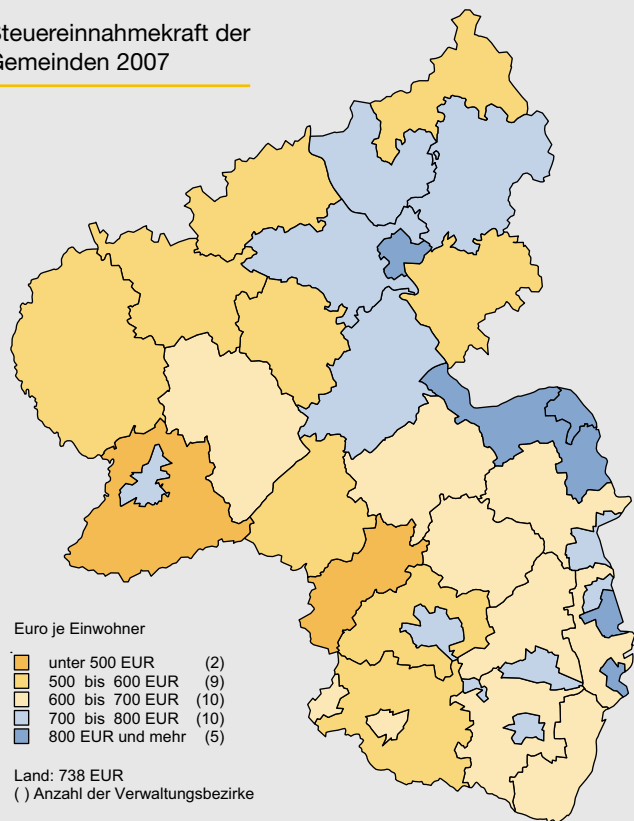 teuereinnahmekraft der
Gemeinden 2007
Euro je Einwohner
unter 500 EUR (2)
500 bis 600 EUR (9)
600 bis 700 EUR (10)
700 bis 800 EUR (10)
800 EUR und mehr (5)
Land: 738 EUR
( ) Anzahl der Verwaltungsbezirke